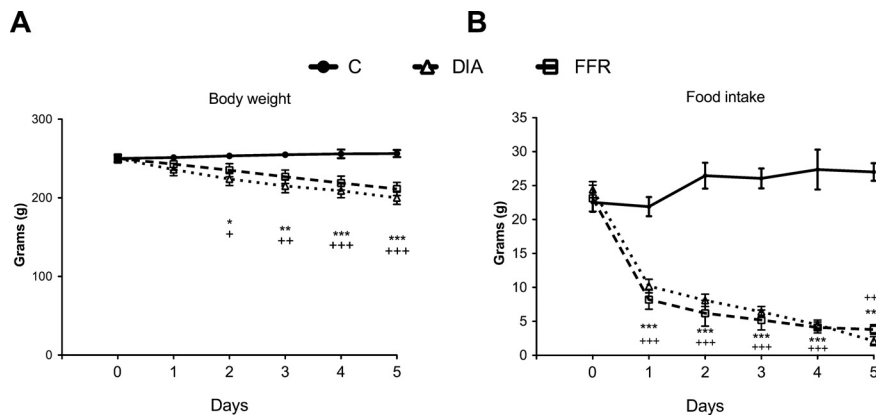 A
B
C DIA FFR
Body weight
300
200
100
0
Grams (g)
* ** *** ***
+ ++ +++ +++
0 1 2 3 4 5
Days
Food intake
35
30
25
20
15
10
5
0
Grams (g)
++
**
*** *** *** ***
+++ +++ +++ +++
0 1 2 3 4 5
Days